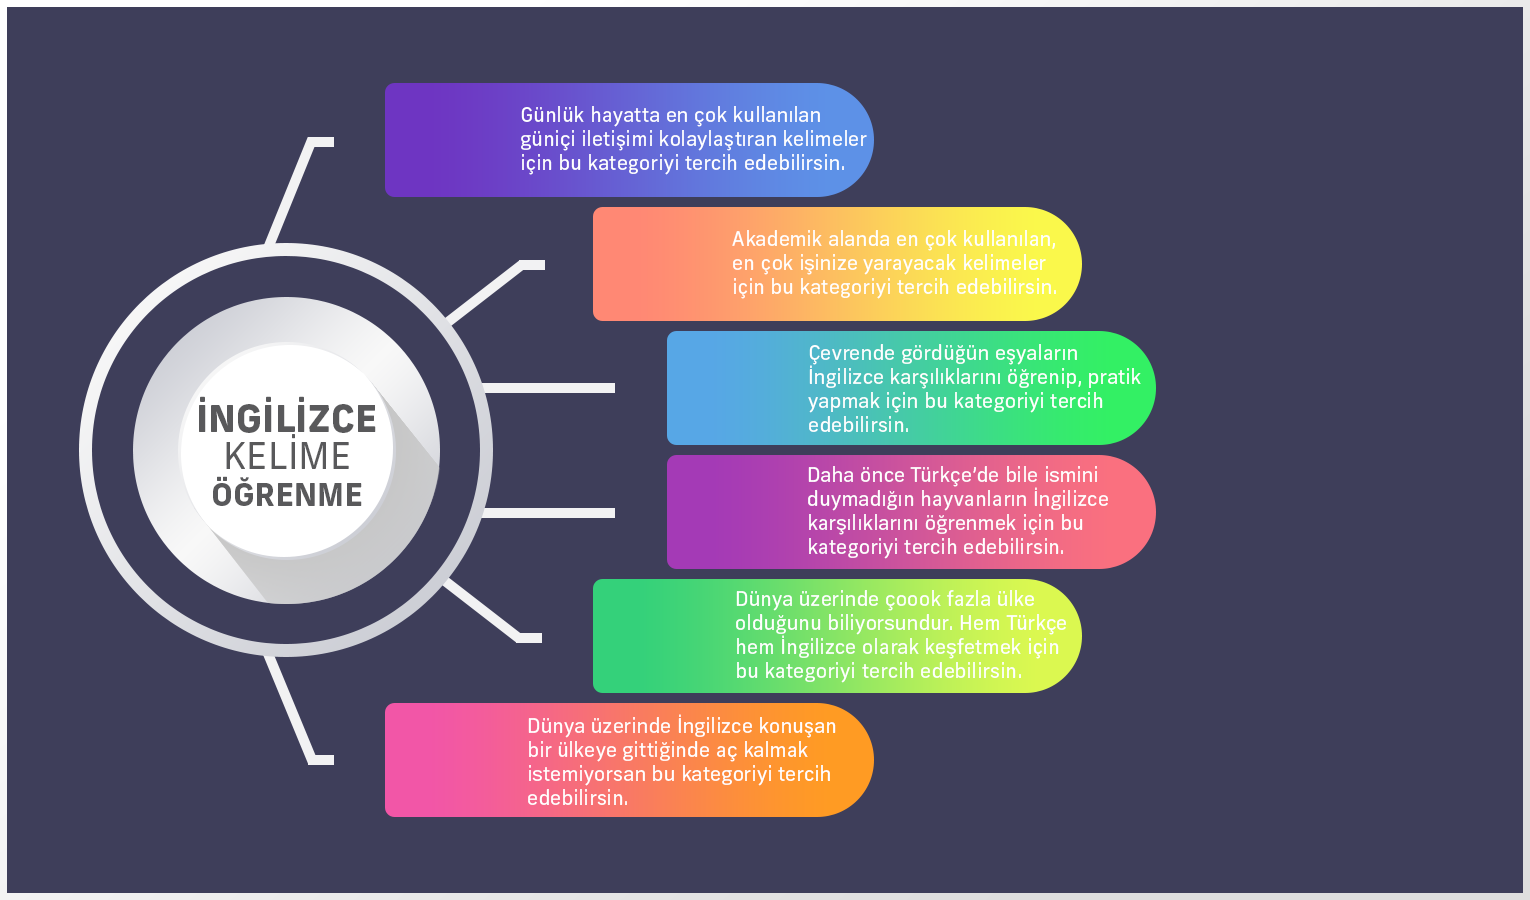 Günlük hayatta en çok kullanılan
güniçi iletişimi kolaylaştıran kelimeler
için bu kategoriyi tercih edebilirsin.
Akademik alanda en çok kullanılan,
en çok işinize yarayacak kelimeler
için bu kategoriyi tercih edebilirsin.
Çevrende gördüğün eşyaların
İngilizce karşılıklarını öğrenip, pratik
yapmak için bu kategoriyi tercih
edebilirsin.
İNGİLİZCE
KELİME
ÖĞRENME
Daha önce Türkçe'de bile ismini
duymadığın hayvanların İngilizce
karşılıklarını öğrenmek için bu
kategoriyi tercih edebilirsin.
Dünya üzerinde çoook fazla ülke
olduğunu biliyorsundur. Hem Türkçe
hem İngilizce olarak keşfetmek için
bu kategoriyi tercih edebilirsin.
Dünya üzerinde İngilizce konuşan
bir ülkeye gittiğinde aç kalmak
istemiyorsan bu kategoriyi tercih
edebilirsin.